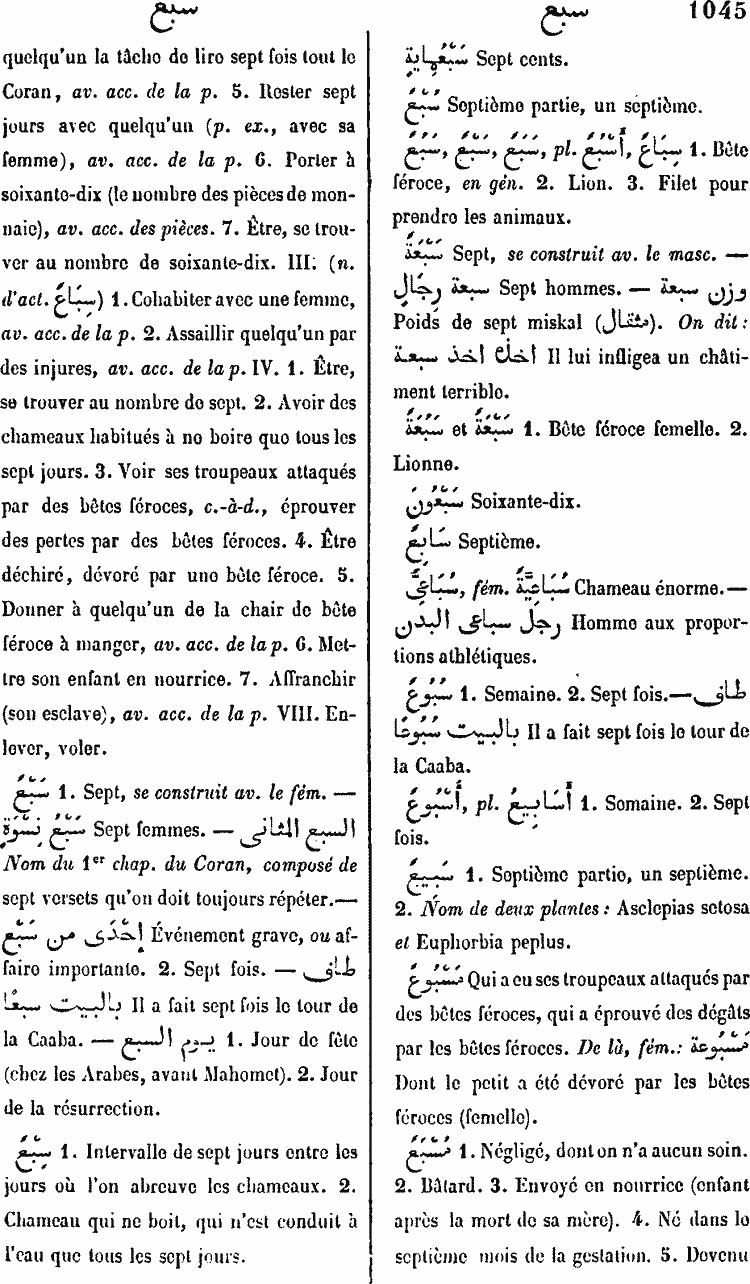 سبع
سبع 1045
quelqu'un la tâche de lire sept fois tout le
Coran, av. acc. de la p. 5. Rester sept
jours avec quelqu'un (p. ex., avec sa
femme), av. acc. de la p. 6. Porter à
soixante-dix (le nombre des pièces de mon-
naie), av. acc. des pièces. 7. Être, se trou-
ver au nombre de soixante-dix. III. (n.
d'act. سِبَاعٌ) 1. Cohabiter avec une femme,
av. acc. de la p. 2. Assaillir quelqu'un par
des injures, av. acc. de la p. IV. 1. Être,
se trouver au nombre de sept. 2. Avoir des
chameaux habitués à ne boire que tous les
sept jours. 3. Voir ses troupeaux attaqués
par des bêtes féroces, c.-à-d., éprouver
des pertes par des bêtes féroces. 4. Être
déchiré, dévoré par une bête féroce. 5.
Donner à quelqu'un de la chair de bête
féroce à manger, av. acc. de la p. 6. Met-
tre son enfant en nourrice. 7. Affranchir
(son esclave), av. acc. de la p. VIII. En-
lever, voler.
سَبْعٌ 1. Sept, se construit av. le fém. —
سَبْعُ نِسْوَةٍ Sept femmes. — السبع المثانى
Nom du 1er chap. du Coran, composé de
sept versets qu'on doit toujours répéter.—
إِحْدَى من سَبْعٍ Événement grave, ou af-
faire importante. 2. Sept fois. — طاف
بالبيت سبعًا Il a fait sept fois le tour de
la Caaba. — يوم السبع 1. Jour de fête
(chez les Arabes, avant Mahomet). 2. Jour
de la résurrection.
سِبْعٌ 1. Intervalle de sept jours entre les
jours où l'on abreuve les chameaux. 2.
Chameau qui ne boit, qui n'est conduit à
l'eau que tous les sept jours.
سَبْعُمِايَةٍ Sept cents.
سُبْعٌ Septième partie, un septième.
سَبْعٌ, سَبَعٌ, سَبُعٌ, pl. أَسْبُعٌ, سِبَاعٌ 1. Bête
féroce, en gén. 2. Lion. 3. Filet pour
prendre les animaux.
سَبْعَةٌ Sept, se construit av. le masc. —
سبعة رِجَالٍ Sept hommes. — وزن سبعة
Poids de sept miskal (مثقال). On dit:
اخذك اخذ سبعة Il lui infligea un châti-
ment terrible.
سَبْعَةٌ et سَبُعَةٌ 1. Bête féroce femelle. 2.
Lionne.
سَبْعُونَ Soixante-dix.
سَابِعٌ Septième.
سُبَاعِىٌّ, fém. سُبَاعِيَّةٌ Chameau énorme.—
رجل سباعى البدن Homme aux propor-
tions athlétiques.
سُبُوعٌ 1. Semaine. 2. Sept fois.—طاف
بالبيت سُبُوعًا Il a fait sept fois le tour de
la Caaba.
أُسْبُوعٌ, pl. أَسَابِيعُ 1. Semaine. 2. Sept
fois.
سَبِيعٌ 1. Septième partie, un septième.
2. Nom de deux plantes : Asclepias setosa
et Euphorbia peplus.
مَسْبُوعٌ Qui a eu ses troupeaux attaqués par
des bêtes féroces, qui a éprouvé des dégâts
par les bêtes féroces. De là, fém.: مَسْبُوعة
Dont le petit a été dévoré par les bêtes
féroces (femelle).
مُسْبَعٌ 1. Négligé, dont on n'a aucun soin.
2. Bâtard. 3. Envoyé en nourrice (enfant
après la mort de sa mère). 4. Né dans le
septième mois de la gestation. 5. Devenu